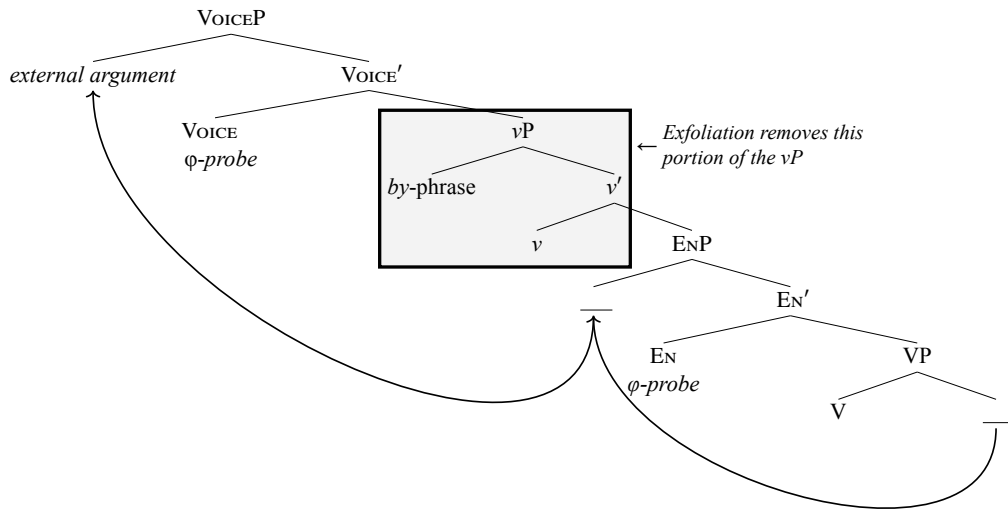 VOICEP
external argument
VOICE′
VOICE
φ-probe
vP
← Exfoliation removes this
portion of the vP
by-phrase
v′
v
ENP
EN′
EN
φ-probe
VP
V